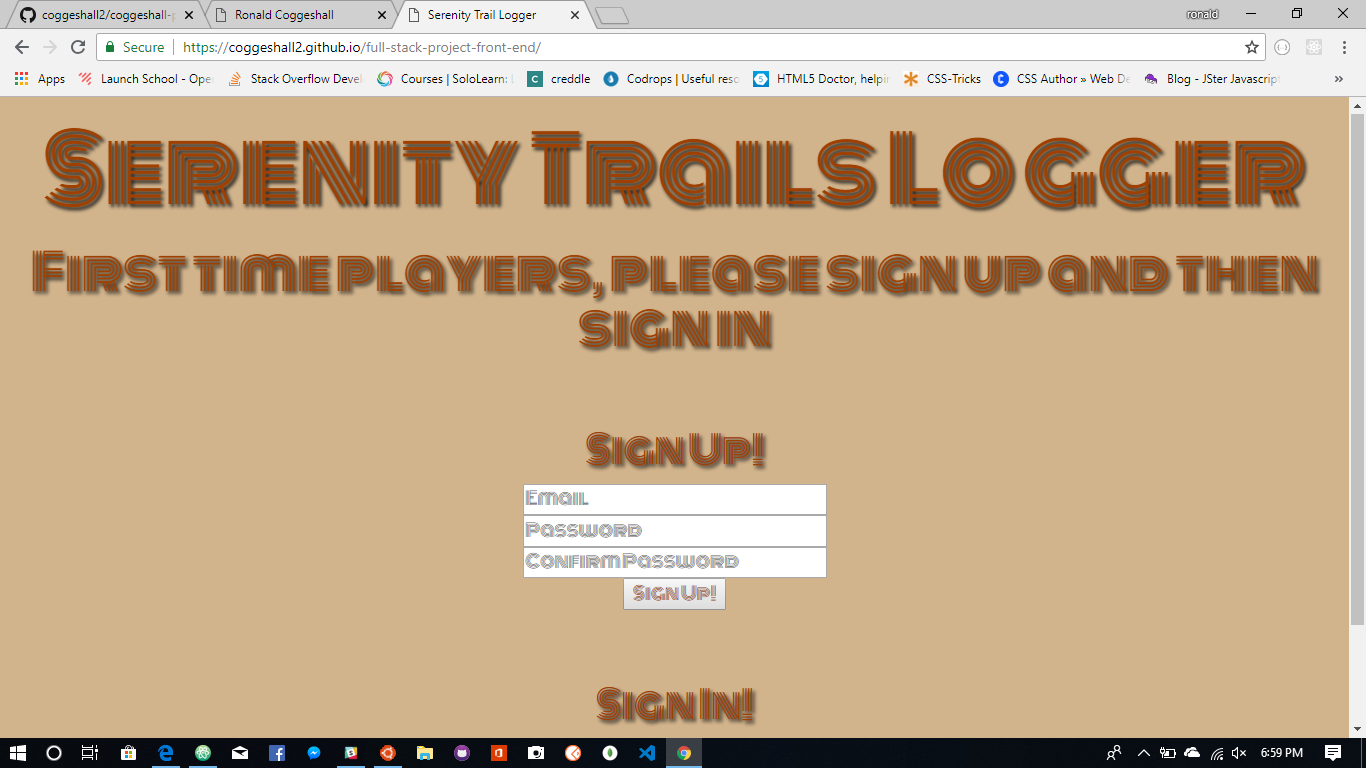 coggeshall2/coggeshall-p
Ronald Coggeshall
Serenity Trail Logger
ronald
Secure
https://coggeshall2.github.io/full-stack-project-front-end/
Apps
Launch School - Ope
Stack Overflow Deve
Courses | SoloLearn:
creddle
Codrops | Useful reso
HTML5 Doctor, helpin
CSS-Tricks
CSS Author » Web De
Blog - JSter Javascript
»
Serenity Trails Logger
First time players, please sign up and then
sign in
Sign Up!
Email
Password
Confirm Password
Sign Up!
Sign In!
6:59 PM